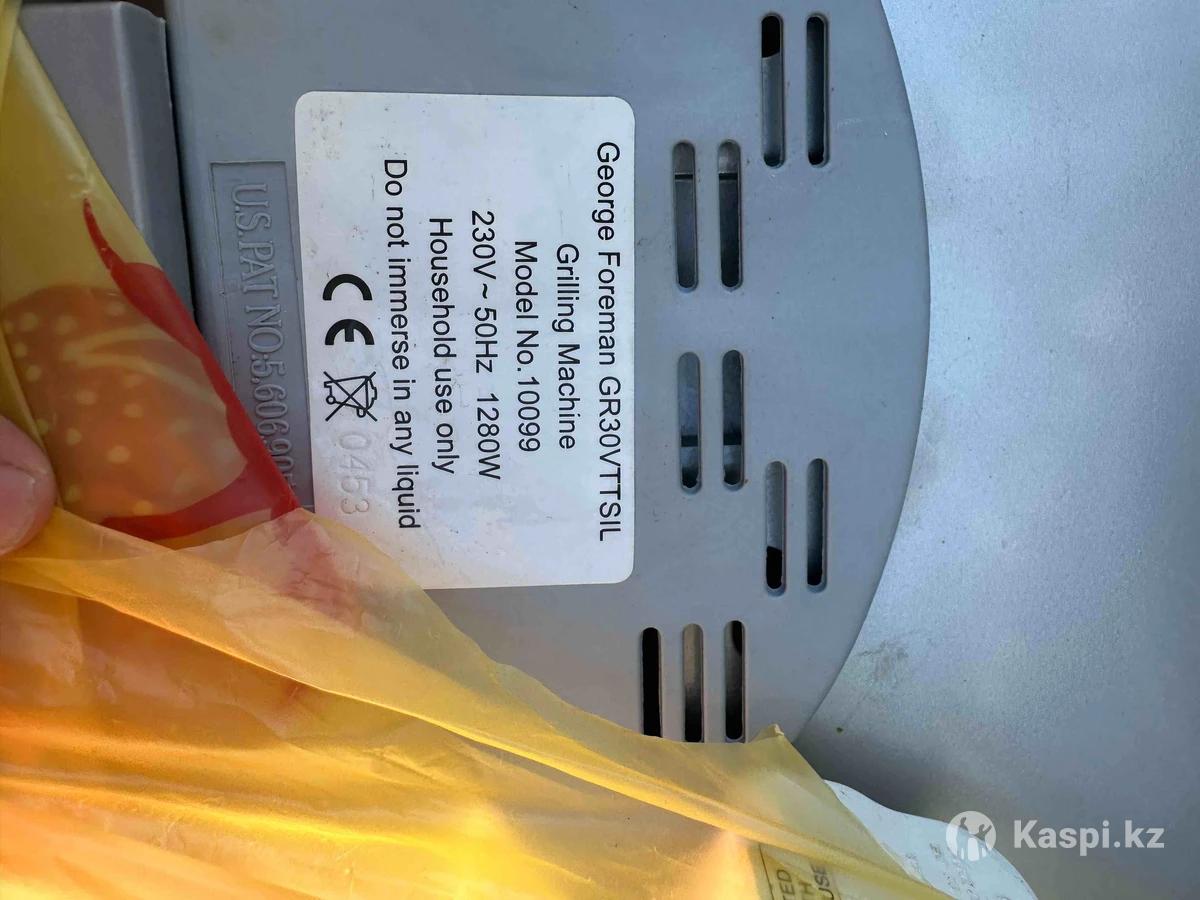 George Foreman GR30VTTSIL
Grilling Machine
Model No.10099
230V~50Hz 1280W
Household use only
Do not immerse in any liquid
CE
0453
U.S.PAT NO:5,606,905
Kaspi.kz